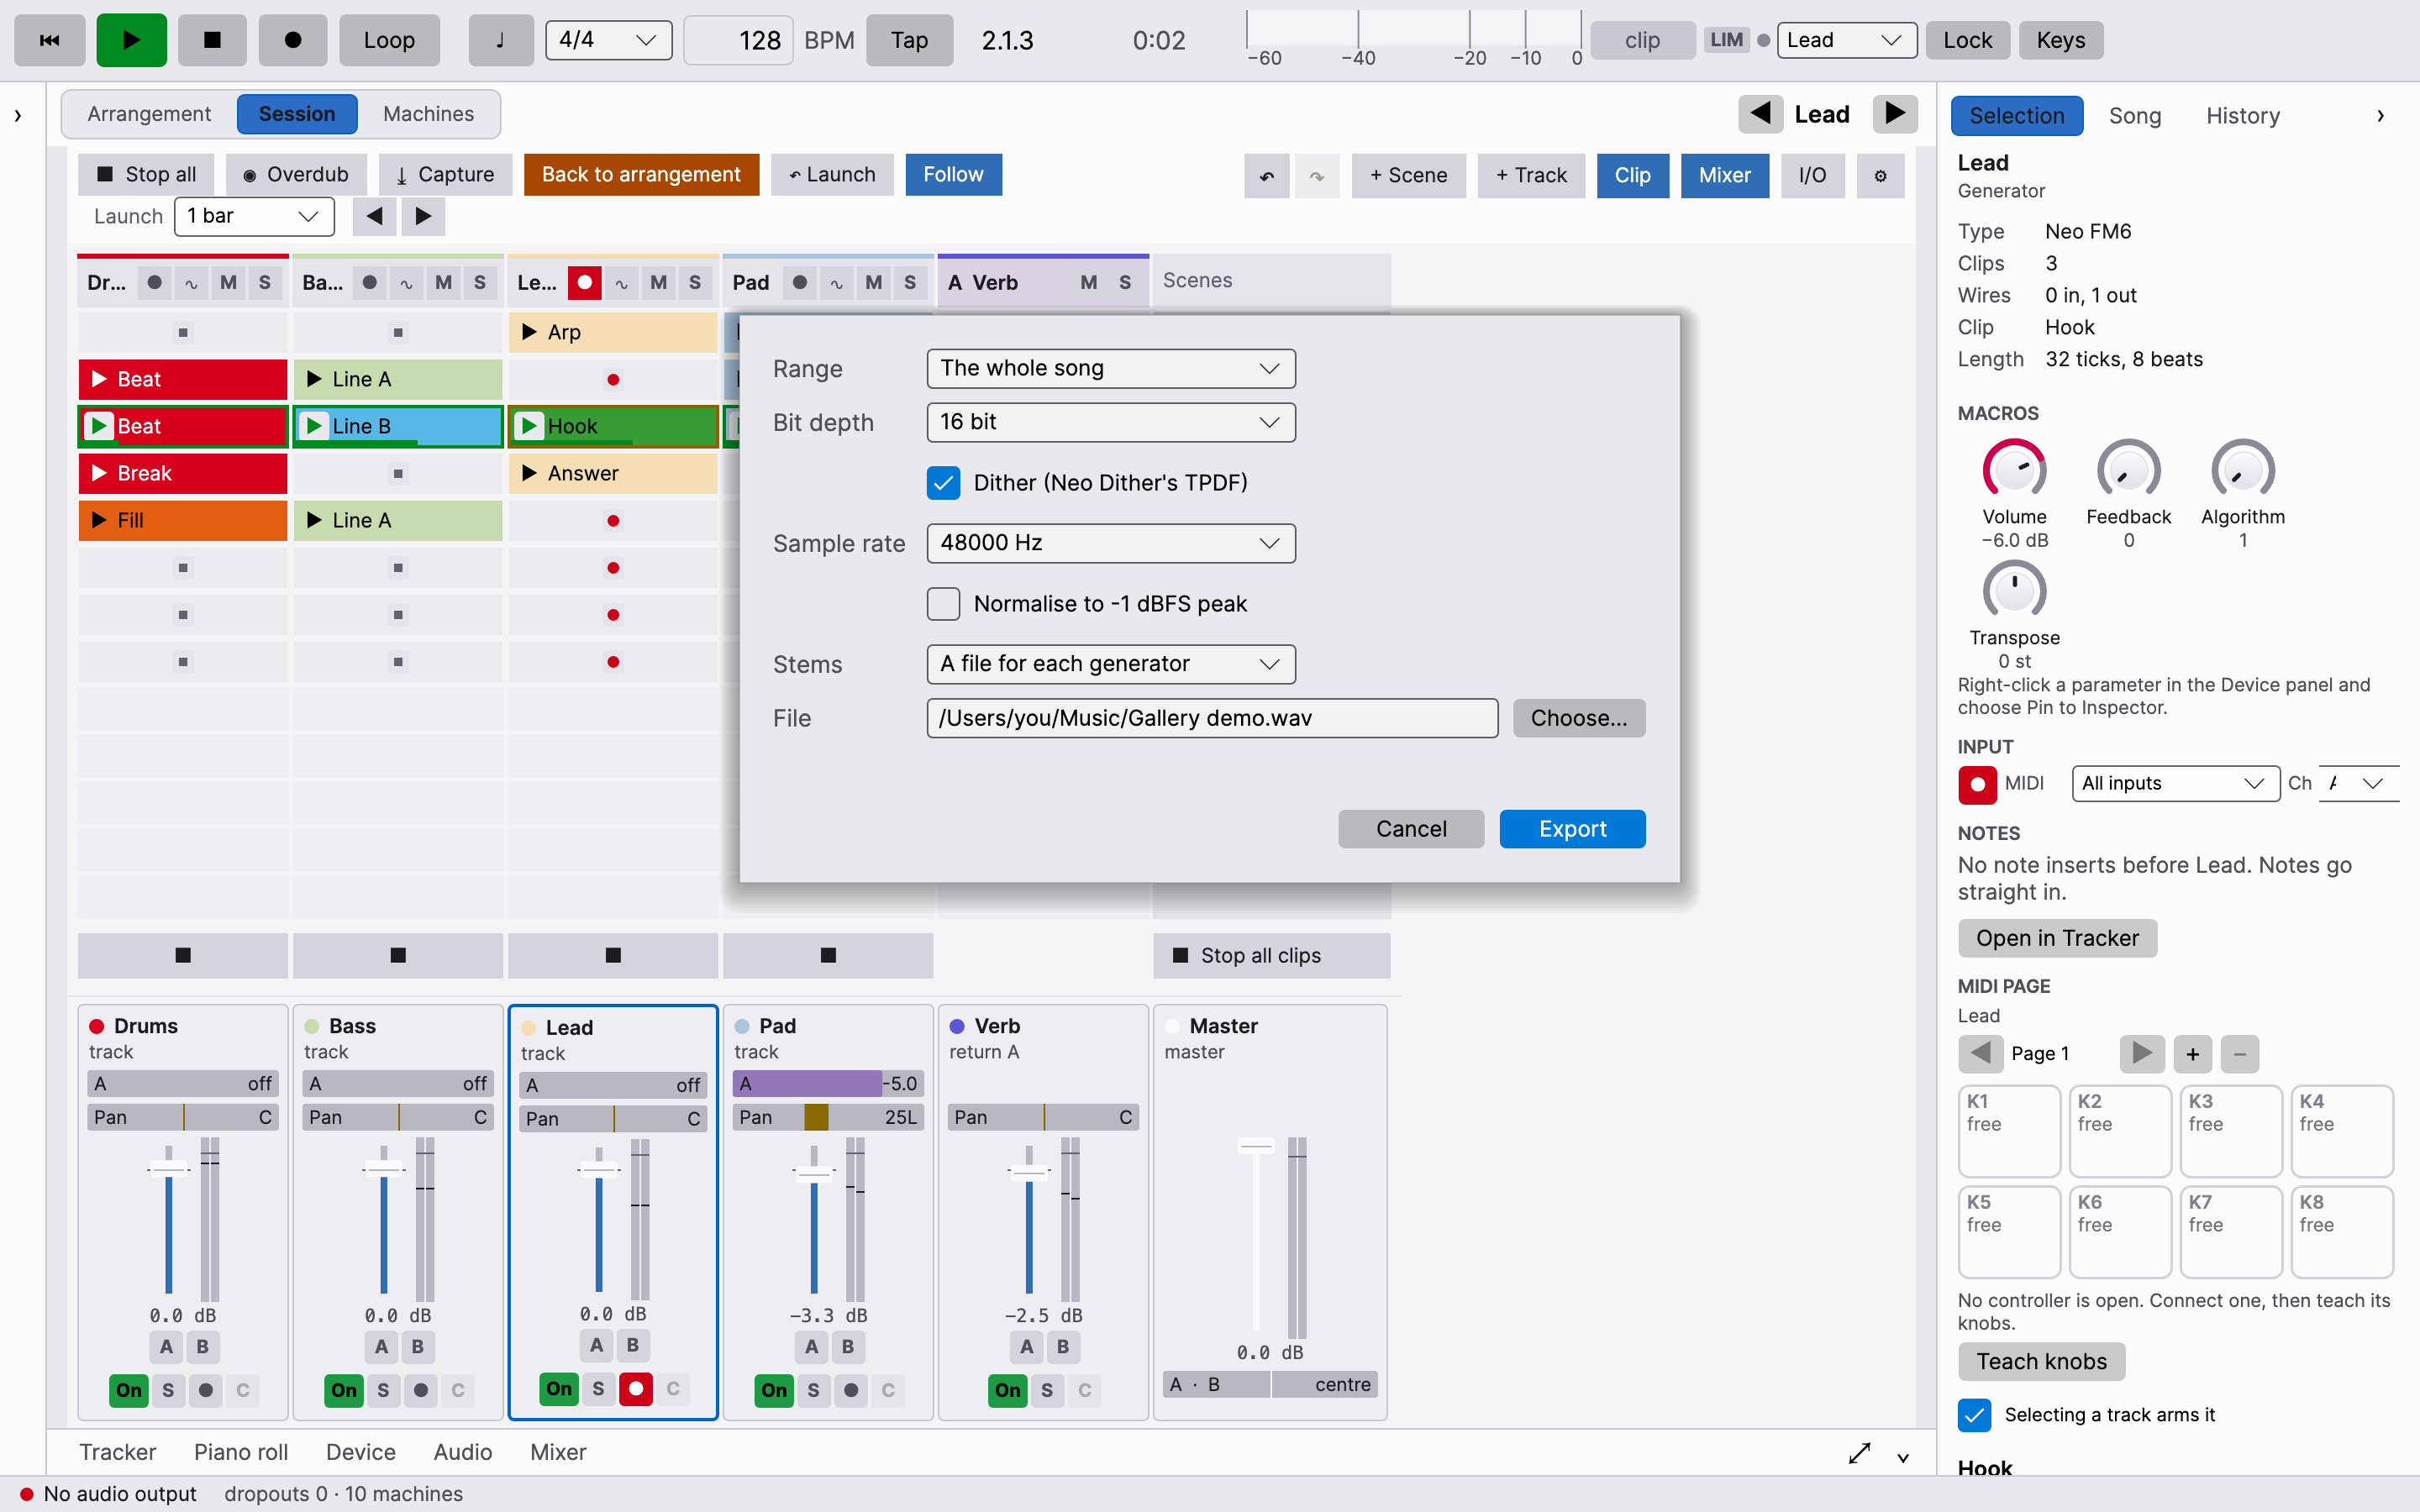 Loop
4/4
128 BPM
Tap
2.1.3
0:02
−60 −40 −20 −10 0
clip
LIM
Lead
Lock
Keys
Arrangement
Session
Machines
Lead
Selection
Song
History
Stop all
Overdub
Capture
Back to arrangement
Launch
Follow
+ Scene
+ Track
Clip
Mixer
I/O
Launch 1 bar
Dr... M S
Ba... M S
Le... M S
Pad M S
A Verb M S
Scenes
Arp
Beat
Line A
Beat
Line B
Hook
Break
Answer
Fill
Line A
Range The whole song
Bit depth 16 bit
Dither (Neo Dither's TPDF)
Sample rate 48000 Hz
Normalise to -1 dBFS peak
Stems A file for each generator
File /Users/you/Music/Gallery demo.wav Choose...
Cancel Export
Stop all clips
Drums
track
A off
Pan C
0.0 dB
A B
On S C
Bass
track
A off
Pan C
0.0 dB
A B
On S C
Lead
track
A off
Pan C
0.0 dB
A B
On S C
Pad
track
A -5.0
Pan 25L
−3.3 dB
A B
On S C
Verb
return A
Pan C
−2.5 dB
A B
On S C
Master
master
0.0 dB
A · B centre
Tracker
Piano roll
Device
Audio
Mixer
No audio output
dropouts 0 · 10 machines
Lead
Generator
Type Neo FM6
Clips 3
Wires 0 in, 1 out
Clip Hook
Length 32 ticks, 8 beats
MACROS
Volume Feedback Algorithm
−6.0 dB 0 1
Transpose
0 st
Right-click a parameter in the Device panel and
choose Pin to Inspector.
INPUT
MIDI All inputs Ch
NOTES
No note inserts before Lead. Notes go
straight in.
Open in Tracker
MIDI PAGE
Lead
Page 1 + −
K1 K2 K3 K4
free free free free
K5 K6 K7 K8
free free free free
No controller is open. Connect one, then teach its
knobs.
Teach knobs
Selecting a track arms it
Hook